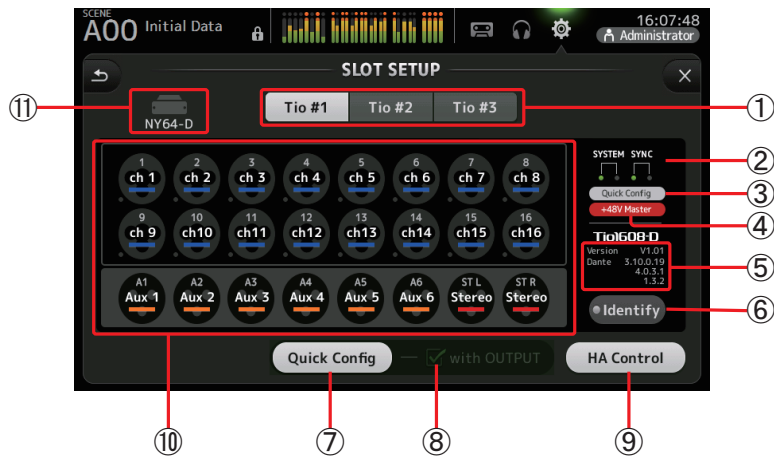 SCENE
A00 Initial Data
16:07:48
Administrator
SLOT SETUP
⑪
NY64-D
Tio #1 Tio #2 Tio #3
①
1 2 3 4 5 6 7 8
ch 1 ch 2 ch 3 ch 4 ch 5 ch 6 ch 7 ch 8
9 10 11 12 13 14 15 16
ch 9 ch10 ch11 ch12 ch13 ch14 ch15 ch16
A1 A2 A3 A4 A5 A6 ST L ST R
Aux 1 Aux 2 Aux 3 Aux 4 Aux 5 Aux 6 Stereo Stereo
SYSTEM SYNC
②
Quick Config
③
+48V Master
④
Tio1608-D
Version V1.01
Dante 3.10.0.19
4.0.3.1
1.3.2
⑤
Identify
⑥
Quick Config
with OUTPUT
HA Control
⑩ ⑦ ⑧ ⑨